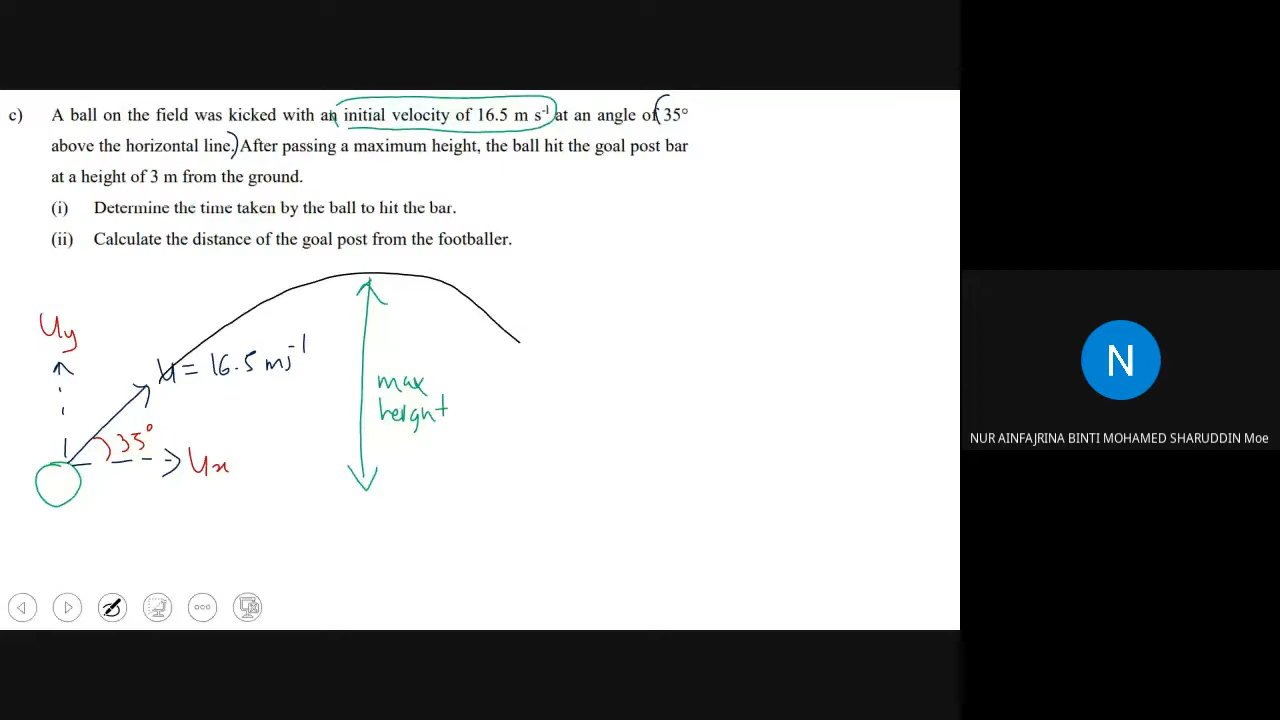 c) A ball on the field was kicked with an initial velocity of 16.5 m s-1 at an angle of 35°
above the horizontal line. After passing a maximum height, the ball hit the goal post bar
at a height of 3 m from the ground.
(i) Determine the time taken by the ball to hit the bar.
(ii) Calculate the distance of the goal post from the footballer.
Uy
u = 16.5 ms-1
max
height
35°
Ux
N
NUR AINFAJRINA BINTI MOHAMED SHARUDDIN Moe